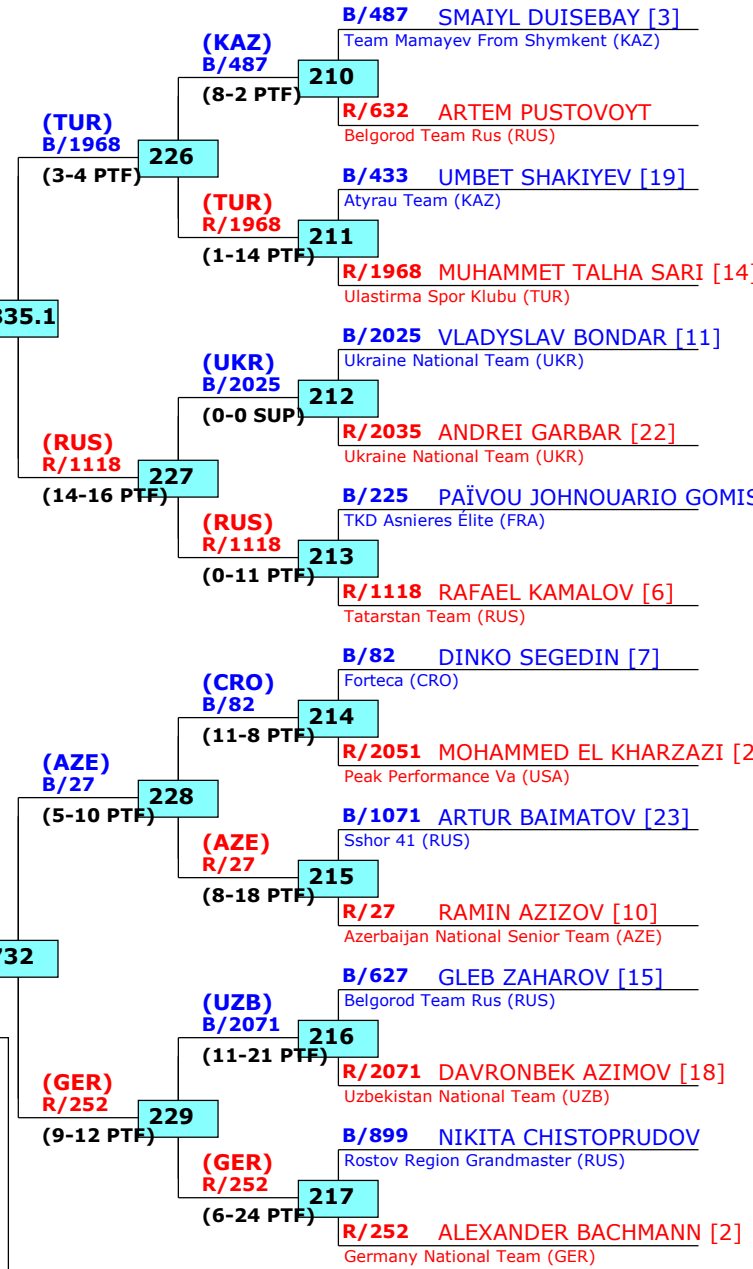 B/487 SMAIYL DUISEBAY [3]
Team Mamayev From Shymkent (KAZ)
(KAZ)
B/487
210
(8-2 PTF)
R/632 ARTEM PUSTOVOYT
Belgorod Team Rus (RUS)
(TUR)
B/1968
226
(3-4 PTF)
B/433 UMBET SHAKIYEV [19]
Atyrau Team (KAZ)
(TUR)
R/1968
211
(1-14 PTF)
R/1968 MUHAMMET TALHA SARI [14]
Ulastirma Spor Klubu (TUR)
835.1
B/2025 VLADYSLAV BONDAR [11]
Ukraine National Team (UKR)
(UKR)
B/2025
212
(0-0 SUP)
R/2035 ANDREI GARBAR [22]
Ukraine National Team (UKR)
(RUS)
R/1118
227
(14-16 PTF)
B/225 PAÏVOU JOHNOUARIO GOMIS
TKD Asnieres Élite (FRA)
(RUS)
R/1118
213
(0-11 PTF)
R/1118 RAFAEL KAMALOV [6]
Tatarstan Team (RUS)
B/82 DINKO SEGEDIN [7]
Forteca (CRO)
(CRO)
B/82
214
(11-8 PTF)
R/2051 MOHAMMED EL KHARZAZI [2
Peak Performance Va (USA)
(AZE)
B/27
228
(5-10 PTF)
B/1071 ARTUR BAIMATOV [23]
Sshor 41 (RUS)
(AZE)
R/27
215
(8-18 PTF)
R/27 RAMIN AZIZOV [10]
Azerbaijan National Senior Team (AZE)
732
B/627 GLEB ZAHAROV [15]
Belgorod Team Rus (RUS)
(UZB)
B/2071
216
(11-21 PTF)
R/2071 DAVRONBEK AZIMOV [18]
Uzbekistan National Team (UZB)
(GER)
R/252
229
(9-12 PTF)
B/899 NIKITA CHISTOPRUDOV
Rostov Region Grandmaster (RUS)
(GER)
R/252
217
(6-24 PTF)
R/252 ALEXANDER BACHMANN [2]
Germany National Team (GER)